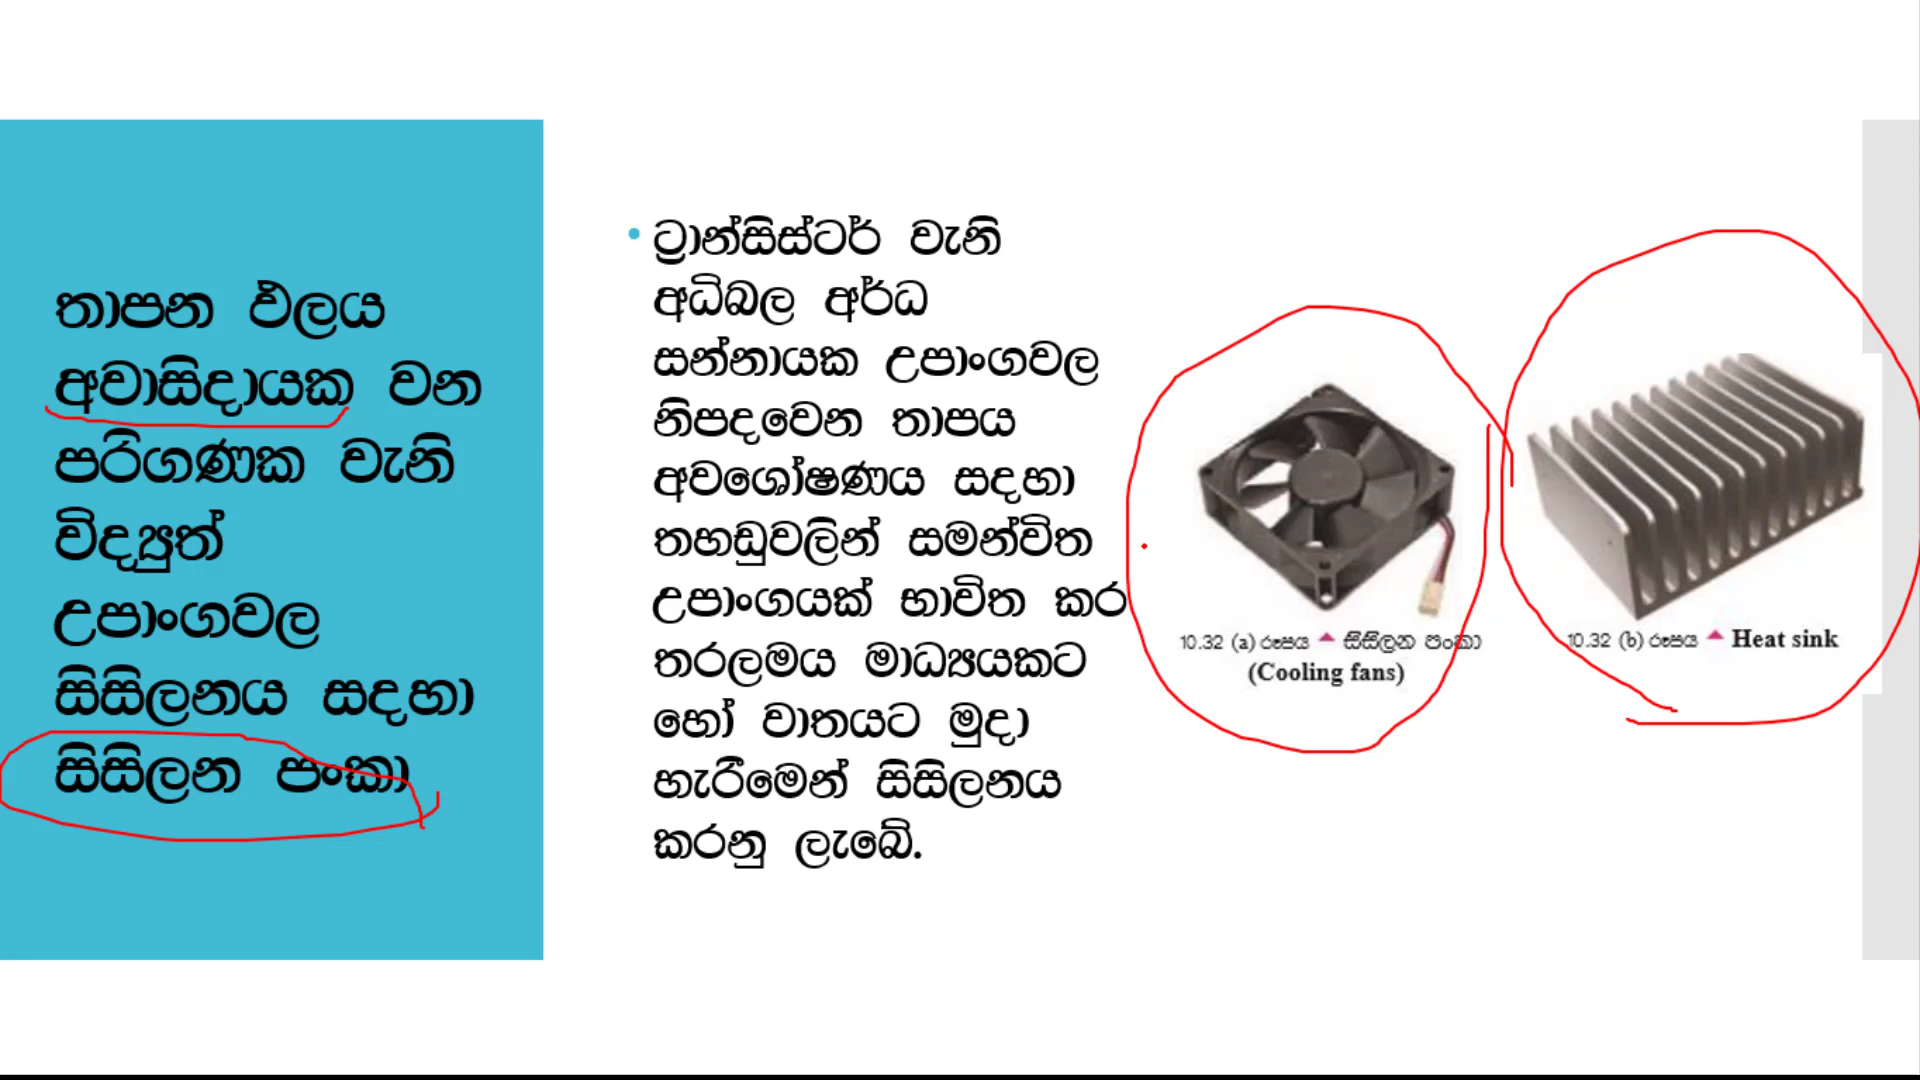 තාපන ඵලය
අවාසිදායක වන
පරිගණක වැනි
විද්‍යුත්
උපාංගවල
සිසිලනය සදහා
සිසිලන පංකා
• ට්‍රාන්සිස්ටර් වැනි
අධිබල අර්ධ
සන්නායක උපාංගවල
නිපදවෙන තාපය
අවශෝෂණය සදහා
තහඩුවලින් සමන්විත
උපාංගයක් භාවිත කර
තරලමය මාධ්‍යයකට
හෝ වාතයට මුදා
හැරීමෙන් සිසිලනය
කරනු ලැබේ.
10.32 (a) රූපය ▲ සිසිලන පංකා
(Cooling fans)
10.32 (b) රූපය ▲ Heat sink